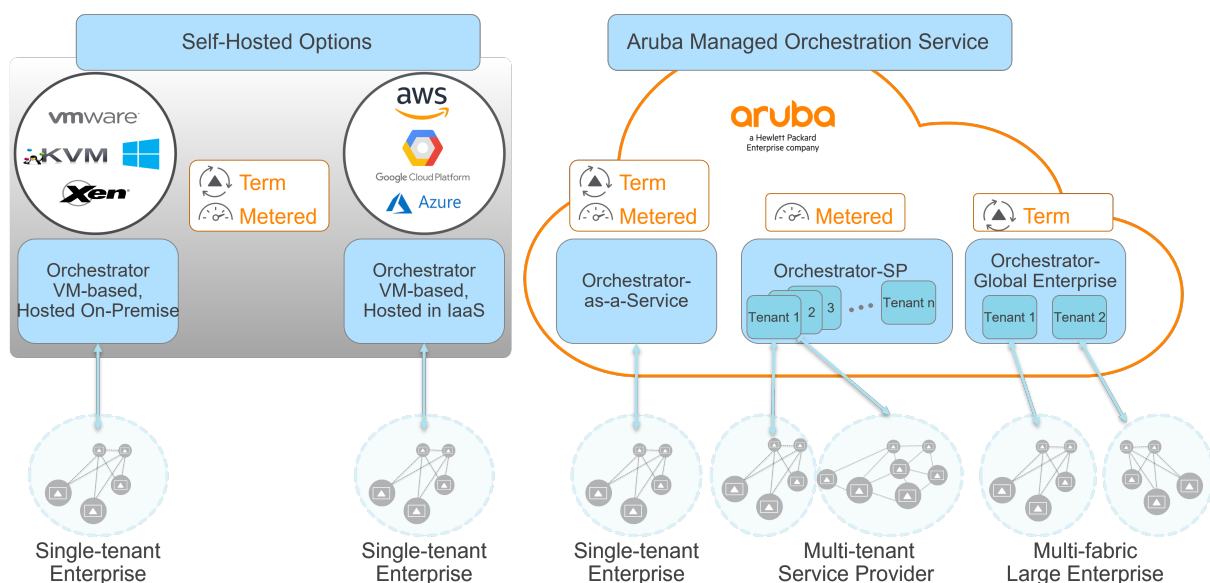 Self-Hosted Options
Aruba Managed Orchestration Service
vmware
KVM
Xen
Term
Metered
aws
Google Cloud Platform
Azure
aruba
a Hewlett Packard
Enterprise company
Term
Metered
Metered
Term
Orchestrator
VM-based,
Hosted On-Premise
Orchestrator
VM-based,
Hosted in IaaS
Orchestrator-
as-a-Service
Orchestrator-SP
Tenant 1
2
3
Tenant n
Orchestrator-
Global Enterprise
Tenant 1
Tenant 2
Single-tenant
Enterprise
Single-tenant
Enterprise
Single-tenant
Enterprise
Multi-tenant
Service Provider
Multi-fabric
Large Enterprise